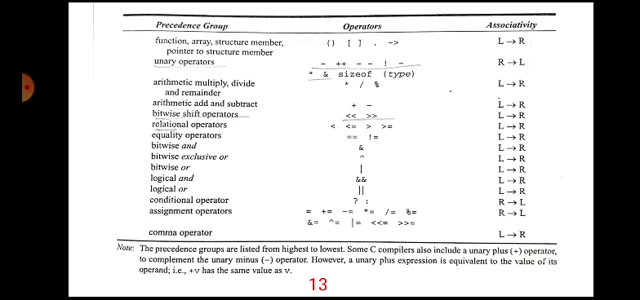 Precedence Group Operators Associativity
function, array, structure member, () [ ] . -> L → R
pointer to structure member
unary operators - ++ -- ! ~ R → L
* & sizeof (type)
arithmetic multiply, divide * / % L → R
and remainder
arithmetic add and subtract + - L → R
bitwise shift operators << >> L → R
relational operators < <= > >= L → R
equality operators == != L → R
bitwise and & L → R
bitwise exclusive or ^ L → R
bitwise or | L → R
logical and && L → R
logical or || L → R
conditional operator ? : R → L
assignment operators = += -= *= /= %= R → L
&= ^= |= <<= >>=
comma operator L → R
Note: The precedence groups are listed from highest to lowest. Some C compilers also include a unary plus (+) operator,
to complement the unary minus (-) operator. However, a unary plus expression is equivalent to the value of its
operand; i.e., +v has the same value as v.
13